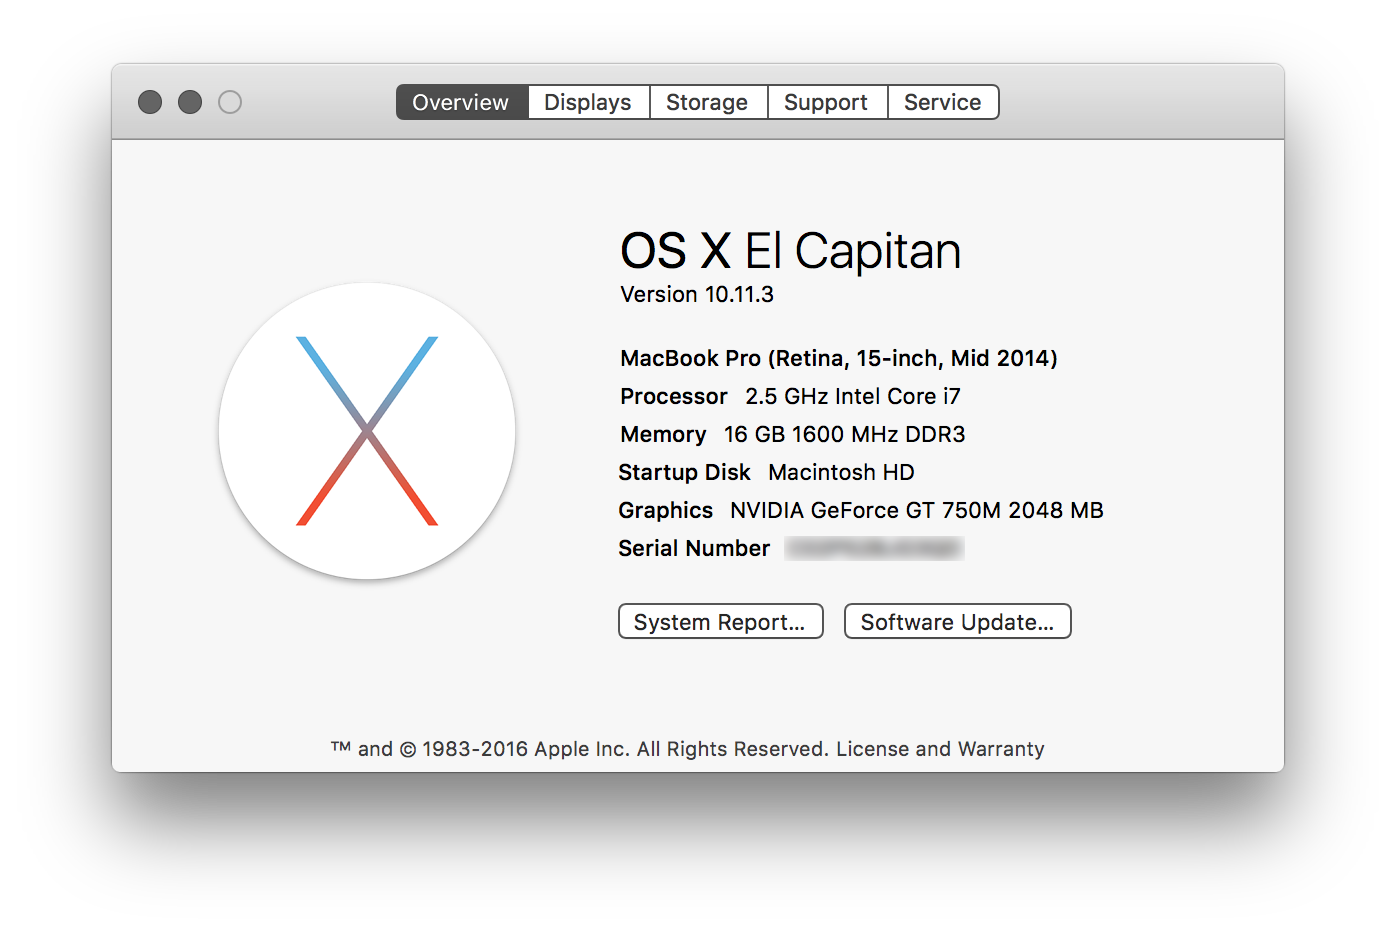 Overview Displays Storage Support Service
OS X El Capitan
Version 10.11.3
MacBook Pro (Retina, 15-inch, Mid 2014)
Processor 2.5 GHz Intel Core i7
Memory 16 GB 1600 MHz DDR3
Startup Disk Macintosh HD
Graphics NVIDIA GeForce GT 750M 2048 MB
Serial Number
System Report... Software Update...
™ and © 1983-2016 Apple Inc. All Rights Reserved. License and Warranty